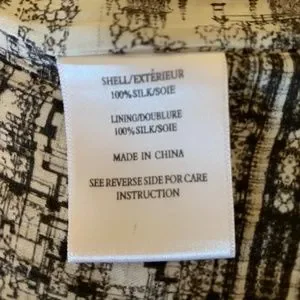 SHELL/EXTÉRIEUR
100% SILK/SOIE
LINING/DOUBLURE
100% SILK/SOIE
MADE IN CHINA
SEE REVERSE SIDE FOR CARE
INSTRUCTION